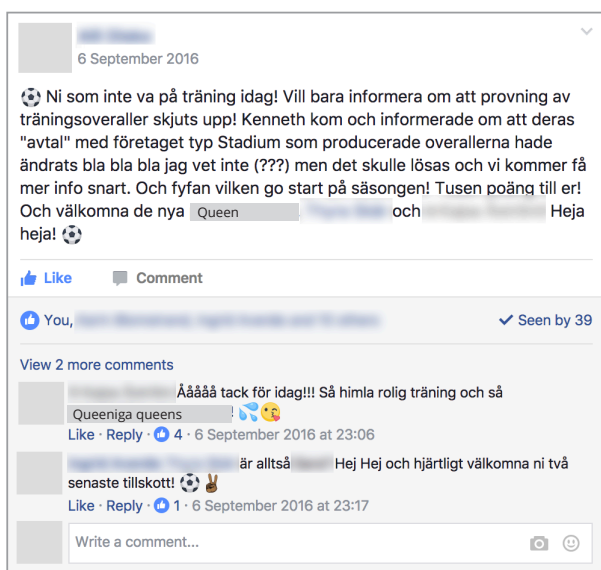 6 September 2016
⚽ Ni som inte va på träning idag! Vill bara informera om att provning av
träningsoveraller skjuts upp! Kenneth kom och informerade om att deras
"avtal" med företaget typ Stadium som producerade overallerna hade
ändrats bla bla bla jag vet inte (???) men det skulle lösas och vi kommer få
mer info snart. Och fyfan vilken go start på säsongen! Tusen poäng till er!
Och välkomna de nya Queen och Heja
heja! ⚽
Like Comment
You, Seen by 39
View 2 more comments
Ååååå tack för idag!!! Så himla rolig träning och så
Queeniga queens ! 💦😘
Like · Reply · 4 · 6 September 2016 at 23:06
är alltså Hej Hej och hjärtligt välkomna ni två
senaste tillskott! ⚽✌🏾
Like · Reply · 1 · 6 September 2016 at 23:17
Write a comment...